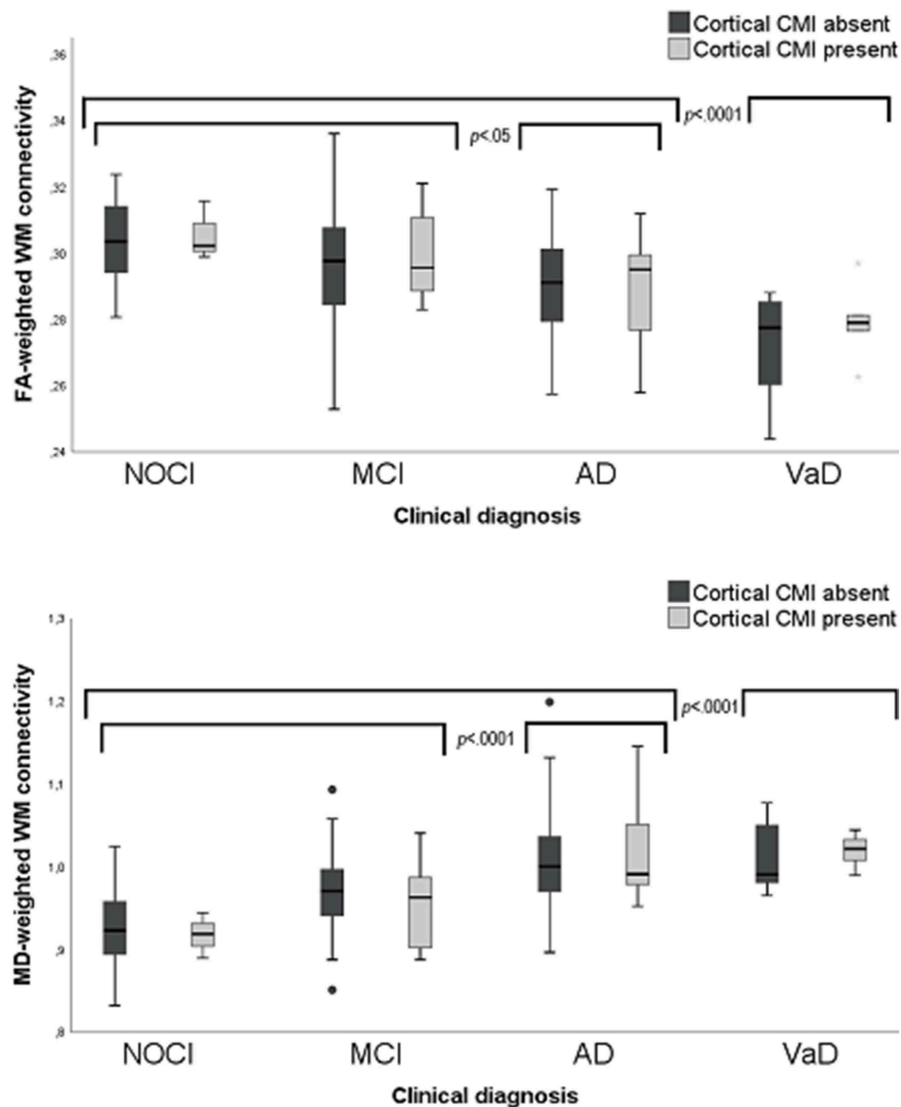 Cortical CMI absent
Cortical CMI present
,36
,34
,32
,30
,28
,26
,24
FA-weighted WM connectivity
p<.0001
p<.05
NOCI MCI AD VaD
Clinical diagnosis
Cortical CMI absent
Cortical CMI present
1,3
1,2
1,1
1,0
,9
,8
MD-weighted WM connectivity
p<.0001
p<.0001
NOCI MCI AD VaD
Clinical diagnosis